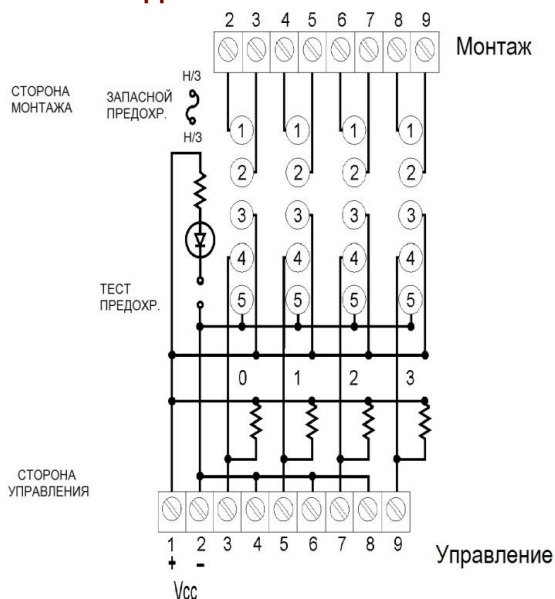 2 3 4 5 6 7 8 9
Монтаж
СТОРОНА
МОНТАЖА
ЗАПАСНОЙ
ПРЕДОХР.
Н/З
Н/З
1 1 1 1
2 2 2 2
3 3 3 3
4 4 4 4
5 5 5 5
ТЕСТ
ПРЕДОХР.
0 1 2 3
СТОРОНА
УПРАВЛЕНИЯ
1 2 3 4 5 6 7 8 9
+ -
Vcc
Управление